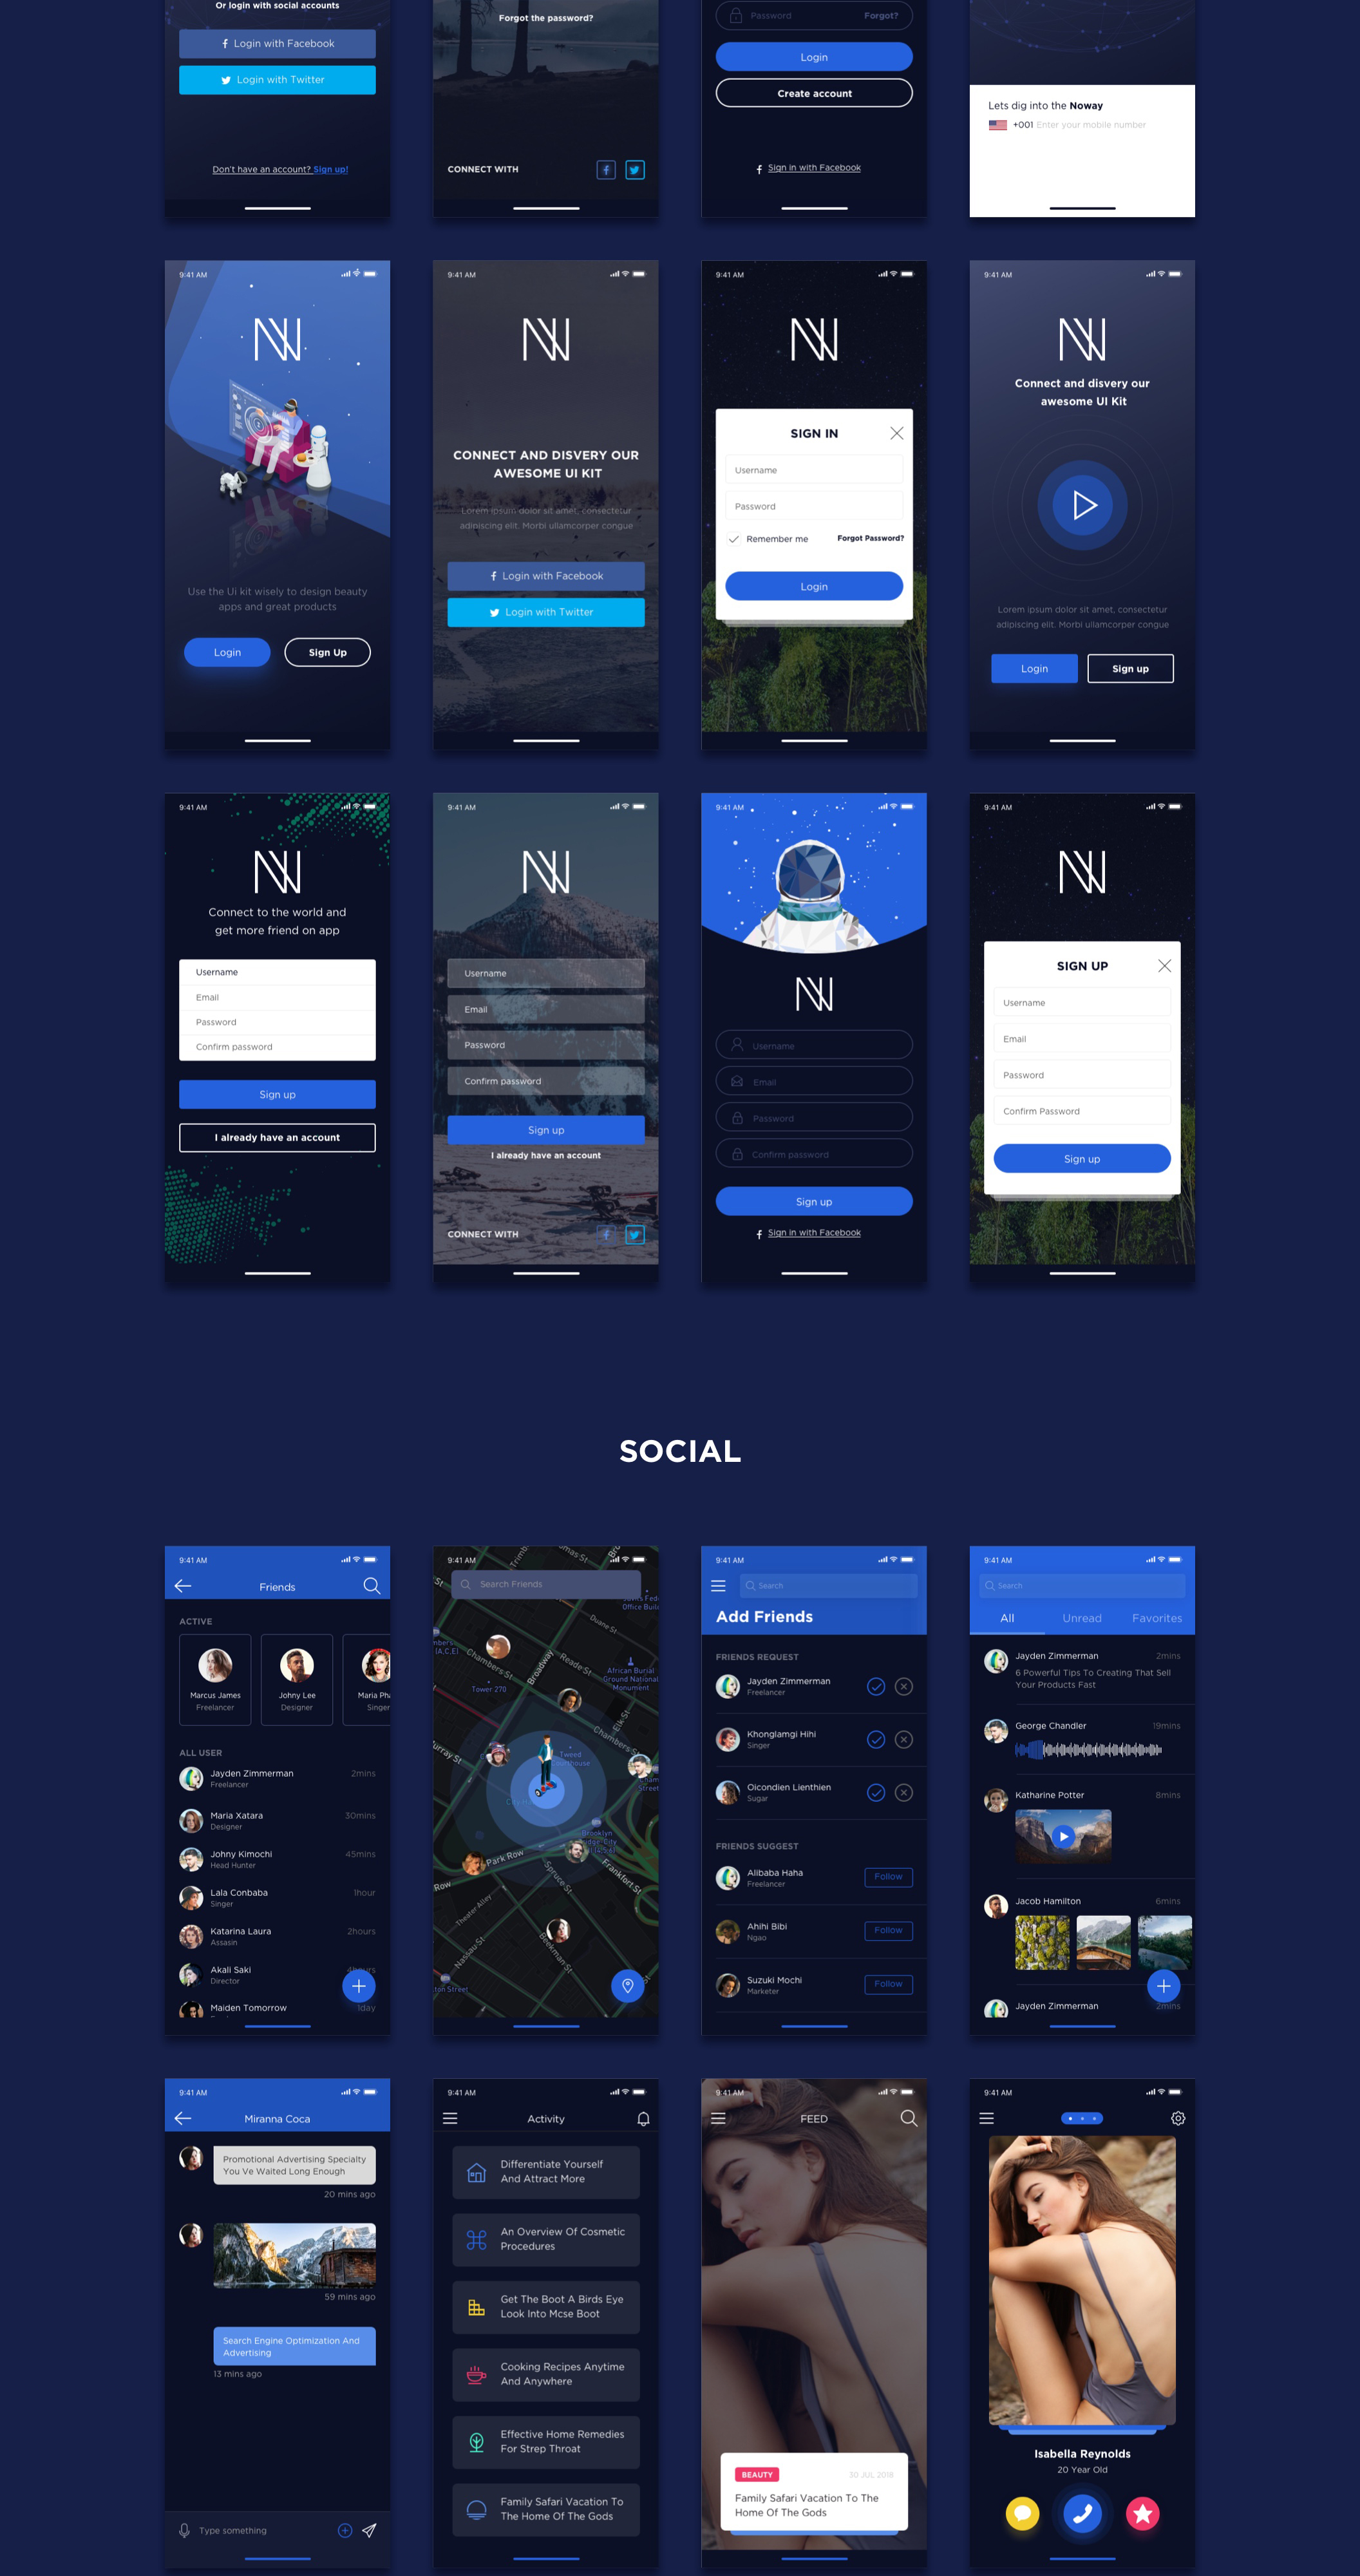 Or login with social accounts
Login with Facebook
Login with Twitter
Don't have an account? Sign up!
Forgot the password?
CONNECT WITH
Password
Forgot?
Login
Create account
Sign in with Facebook
Lets dig into the Noway
+001 Enter your mobile number
9:41 AM
Use the Ui kit wisely to design beauty
apps and great products
Login
Sign Up
9:41 AM
CONNECT AND DISVERY OUR
AWESOME UI KIT
Lorem ipsum dolor sit amet, consectetur
adipiscing elit. Morbi ullamcorper congue
Login with Facebook
Login with Twitter
9:41 AM
SIGN IN
Username
Password
Remember me
Forgot Password?
Login
9:41 AM
Connect and disvery our
awesome UI Kit
Lorem ipsum dolor sit amet, consectetur
adipiscing elit. Morbi ullamcorper congue
Login
Sign up
9:41 AM
Connect to the world and
get more friend on app
Username
Email
Password
Confirm password
Sign up
I already have an account
9:41 AM
Username
Email
Password
Confirm password
Sign up
I already have an account
CONNECT WITH
9:41 AM
Username
Email
Password
Confirm password
Sign up
Sign in with Facebook
9:41 AM
SIGN UP
Username
Email
Password
Confirm Password
Sign up
SOCIAL
9:41 AM
Friends
ACTIVE
Marcus James
Freelancer
Johny Lee
Designer
Maria Pha
Singer
ALL USER
Jayden Zimmerman
2mins
Freelancer
Maria Xatara
30mins
Designer
Johny Kimochi
45mins
Head Hunter
Lala Conbaba
1hour
Singer
Katarina Laura
2hours
Assasin
Akali Saki
4hours
Director
Maiden Tomorrow
1day
9:41 AM
Search Friends
Office Buil
Duane St
(A,C,E)
Chambers St
Broadway
Reade St
African Burial
Ground National
Monument
Tower 270
Elk St
Chambers St
Murray St
Tweed
Courthouse
Street
Brooklyn
Park Row
Row
Spruce St
Frankfort St
Theater Alley
Nassau St
Beekman St
ton Street
9:41 AM
Search
Add Friends
FRIENDS REQUEST
Jayden Zimmerman
Freelancer
Khonglamgi Hihi
Singer
Oicondien Lienthien
Sugar
FRIENDS SUGGEST
Alibaba Haha
Freelancer
Follow
Ahihi Bibi
Ngao
Follow
Suzuki Mochi
Marketer
Follow
9:41 AM
Search
All
Unread
Favorites
Jayden Zimmerman
2mins
6 Powerful Tips To Creating That Sell
Your Products Fast
George Chandler
19mins
Katharine Potter
8mins
Jacob Hamilton
6mins
Jayden Zimmerman
2mins
9:41 AM
Miranna Coca
Promotional Advertising Specialty
You Ve Waited Long Enough
20 mins ago
59 mins ago
Search Engine Optimization And
Advertising
13 mins ago
Type something
9:41 AM
Activity
Differentiate Yourself
And Attract More
An Overview Of Cosmetic
Procedures
Get The Boot A Birds Eye
Look Into Mcse Boot
Cooking Recipes Anytime
And Anywhere
Effective Home Remedies
For Strep Throat
Family Safari Vacation To
The Home Of The Gods
9:41 AM
FEED
BEAUTY
30 JUL 2018
Family Safari Vacation To The
Home Of The Gods
9:41 AM
Isabella Reynolds
20 Year Old